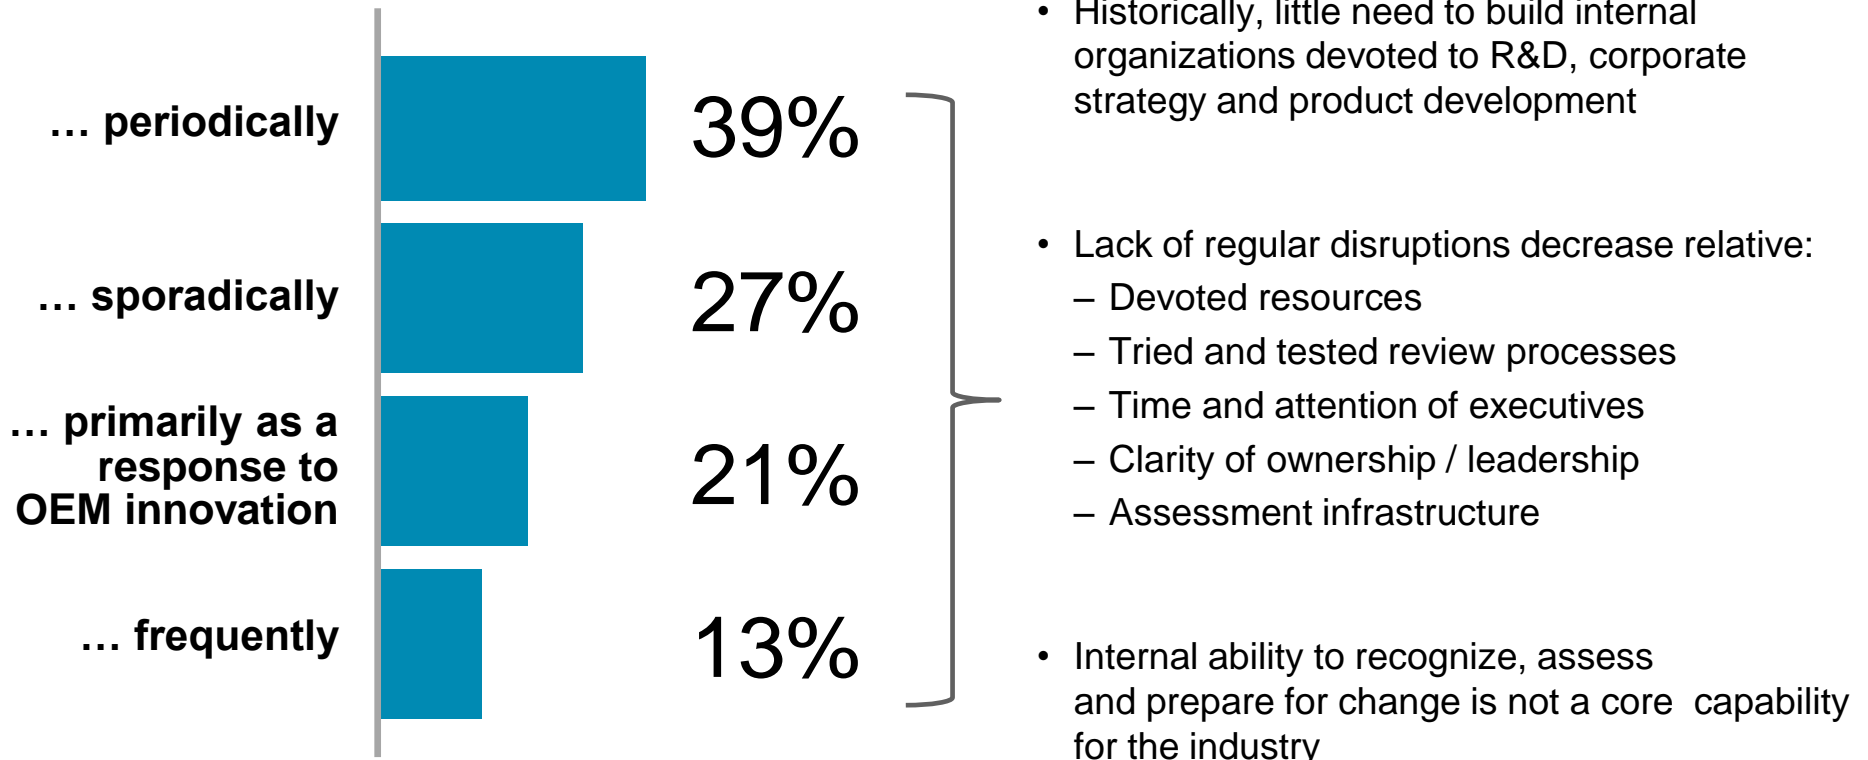 … periodically
39%
… sporadically
27%
… primarily as a
response to
OEM innovation
21%
… frequently
13%
• Historically, little need to build internal
organizations devoted to R&D, corporate
strategy and product development
• Lack of regular disruptions decrease relative:
– Devoted resources
– Tried and tested review processes
– Time and attention of executives
– Clarity of ownership / leadership
– Assessment infrastructure
• Internal ability to recognize, assess
and prepare for change is not a core  capability
for the industry